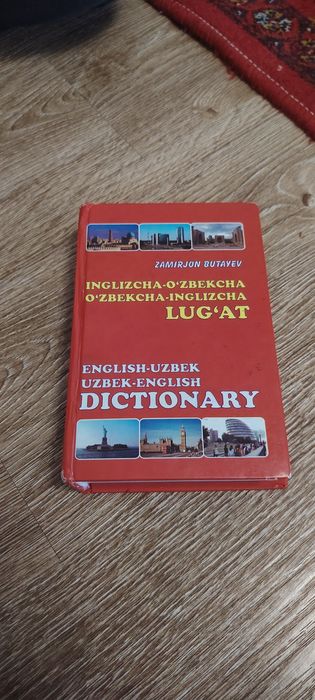 ZAMIRJON BUTAYEV
INGLIZCHA-O‘ZBEKCHA
O‘ZBEKCHA-INGLIZCHA
LUG‘AT
ENGLISH-UZBEK
UZBEK-ENGLISH
DICTIONARY